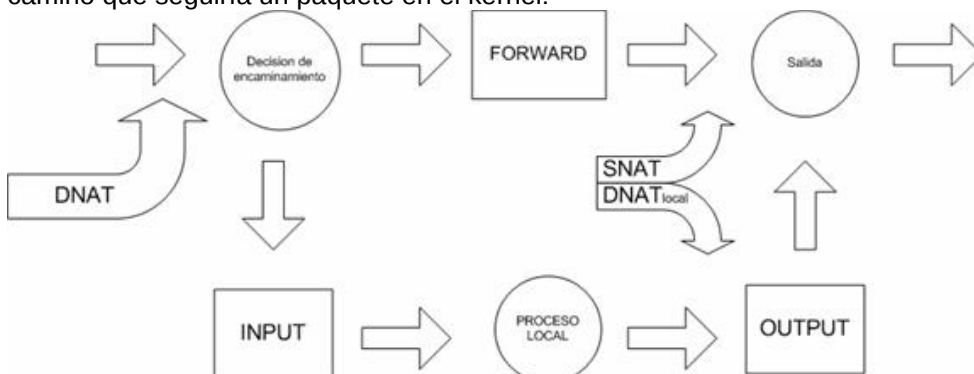 camino que seguiría un paquete en el kernel.
Decision de
encaminamiento
FORWARD
Salida
DNAT
SNAT
DNATlocal
INPUT
PROCESO
LOCAL
OUTPUT